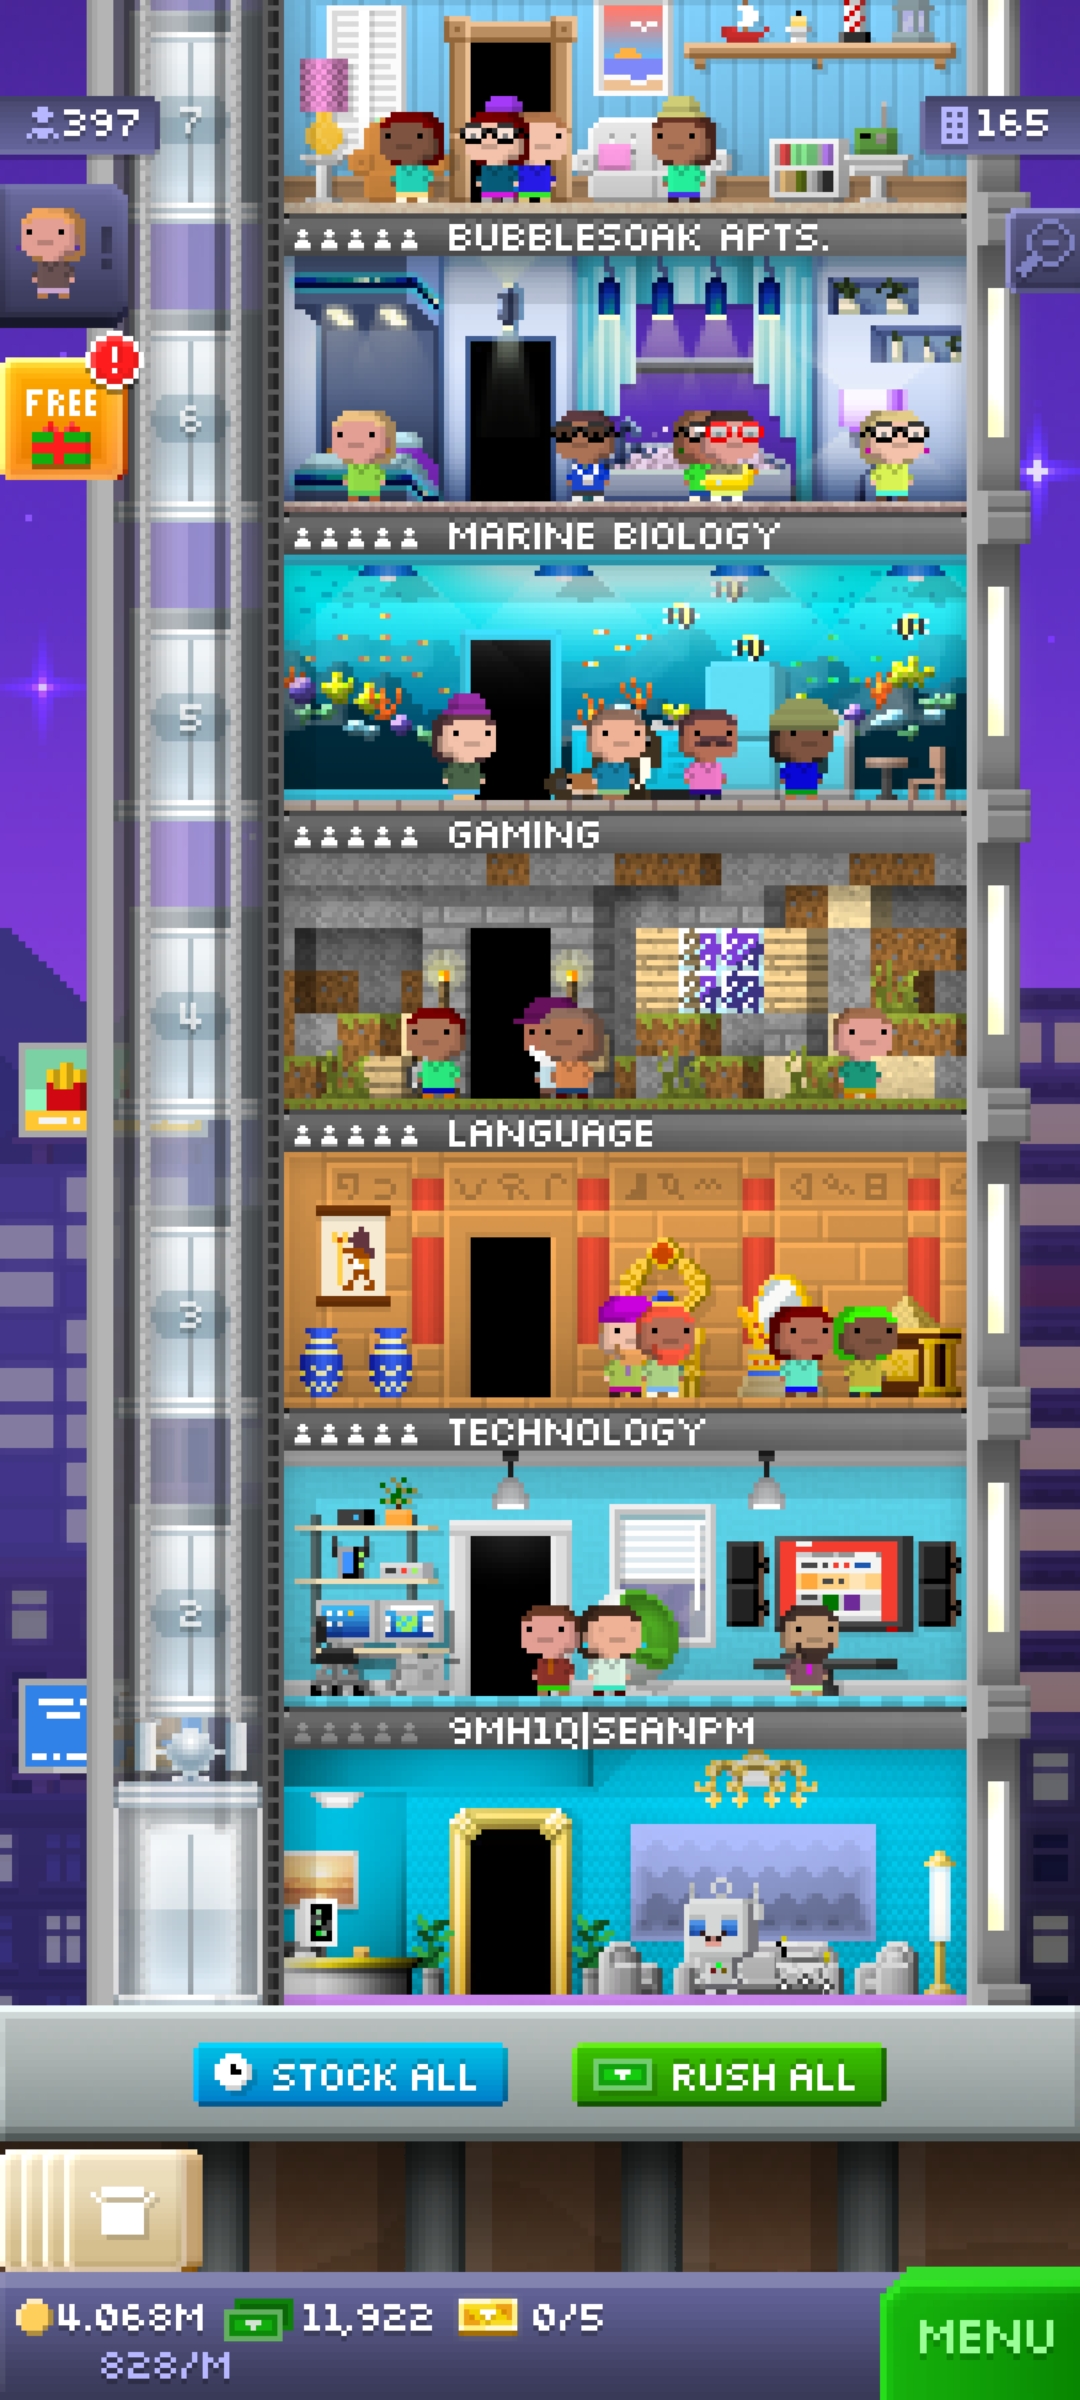 7
397
165
BUBBLESOAK APTS.
FREE
!
6
MARINE BIOLOGY
5
GAMING
4
LANGUAGE
3
TECHNOLOGY
2
9MH1Q|SEANPM
1
STOCK ALL
RUSH ALL
4.068M
11,922
0/5
828/M
MENU